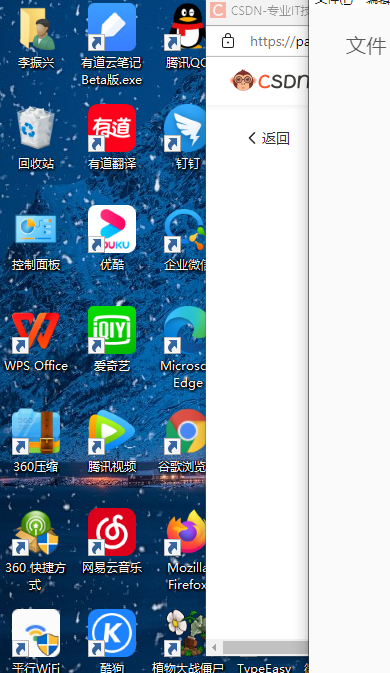 李振兴
有道云笔记
Beta版.exe
腾讯QQ
回收站
有道
有道翻译
钉钉
控制面板
优酷
企业微信
WPS Office
iQIYI
爱奇艺
Microso
Edge
360
360压缩
腾讯视频
谷歌浏览
360 快捷方
式
网易云音乐
Mozilla
Firefox
平行WiFi
酷狗
植物大战僵尸
TypeEasy
CSDN-专业IT技
https://pa
CSDN
返回
文件